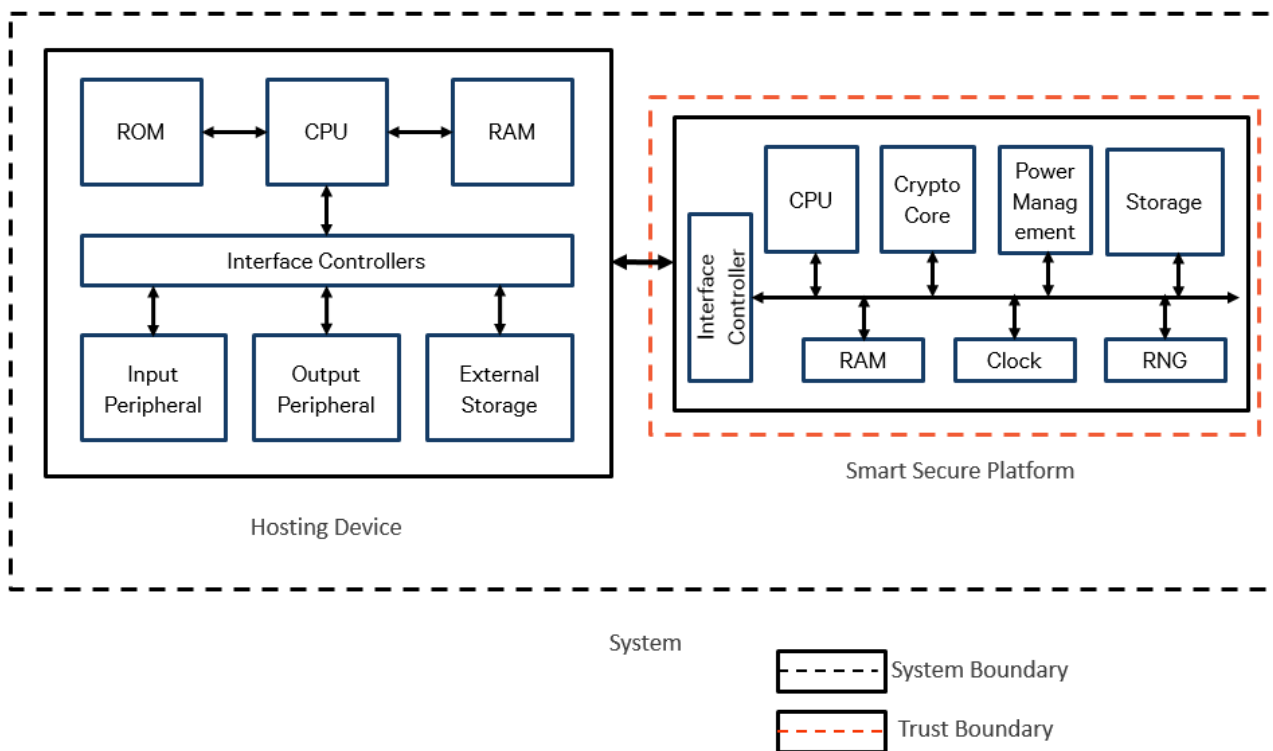 ROM
CPU
RAM
Interface Controllers
Input
Peripheral
Output
Peripheral
External
Storage
Hosting Device
Interface
Controller
CPU
Crypto
Core
Power
Manag
ement
Storage
RAM
Clock
RNG
Smart Secure Platform
System
System Boundary
Trust Boundary